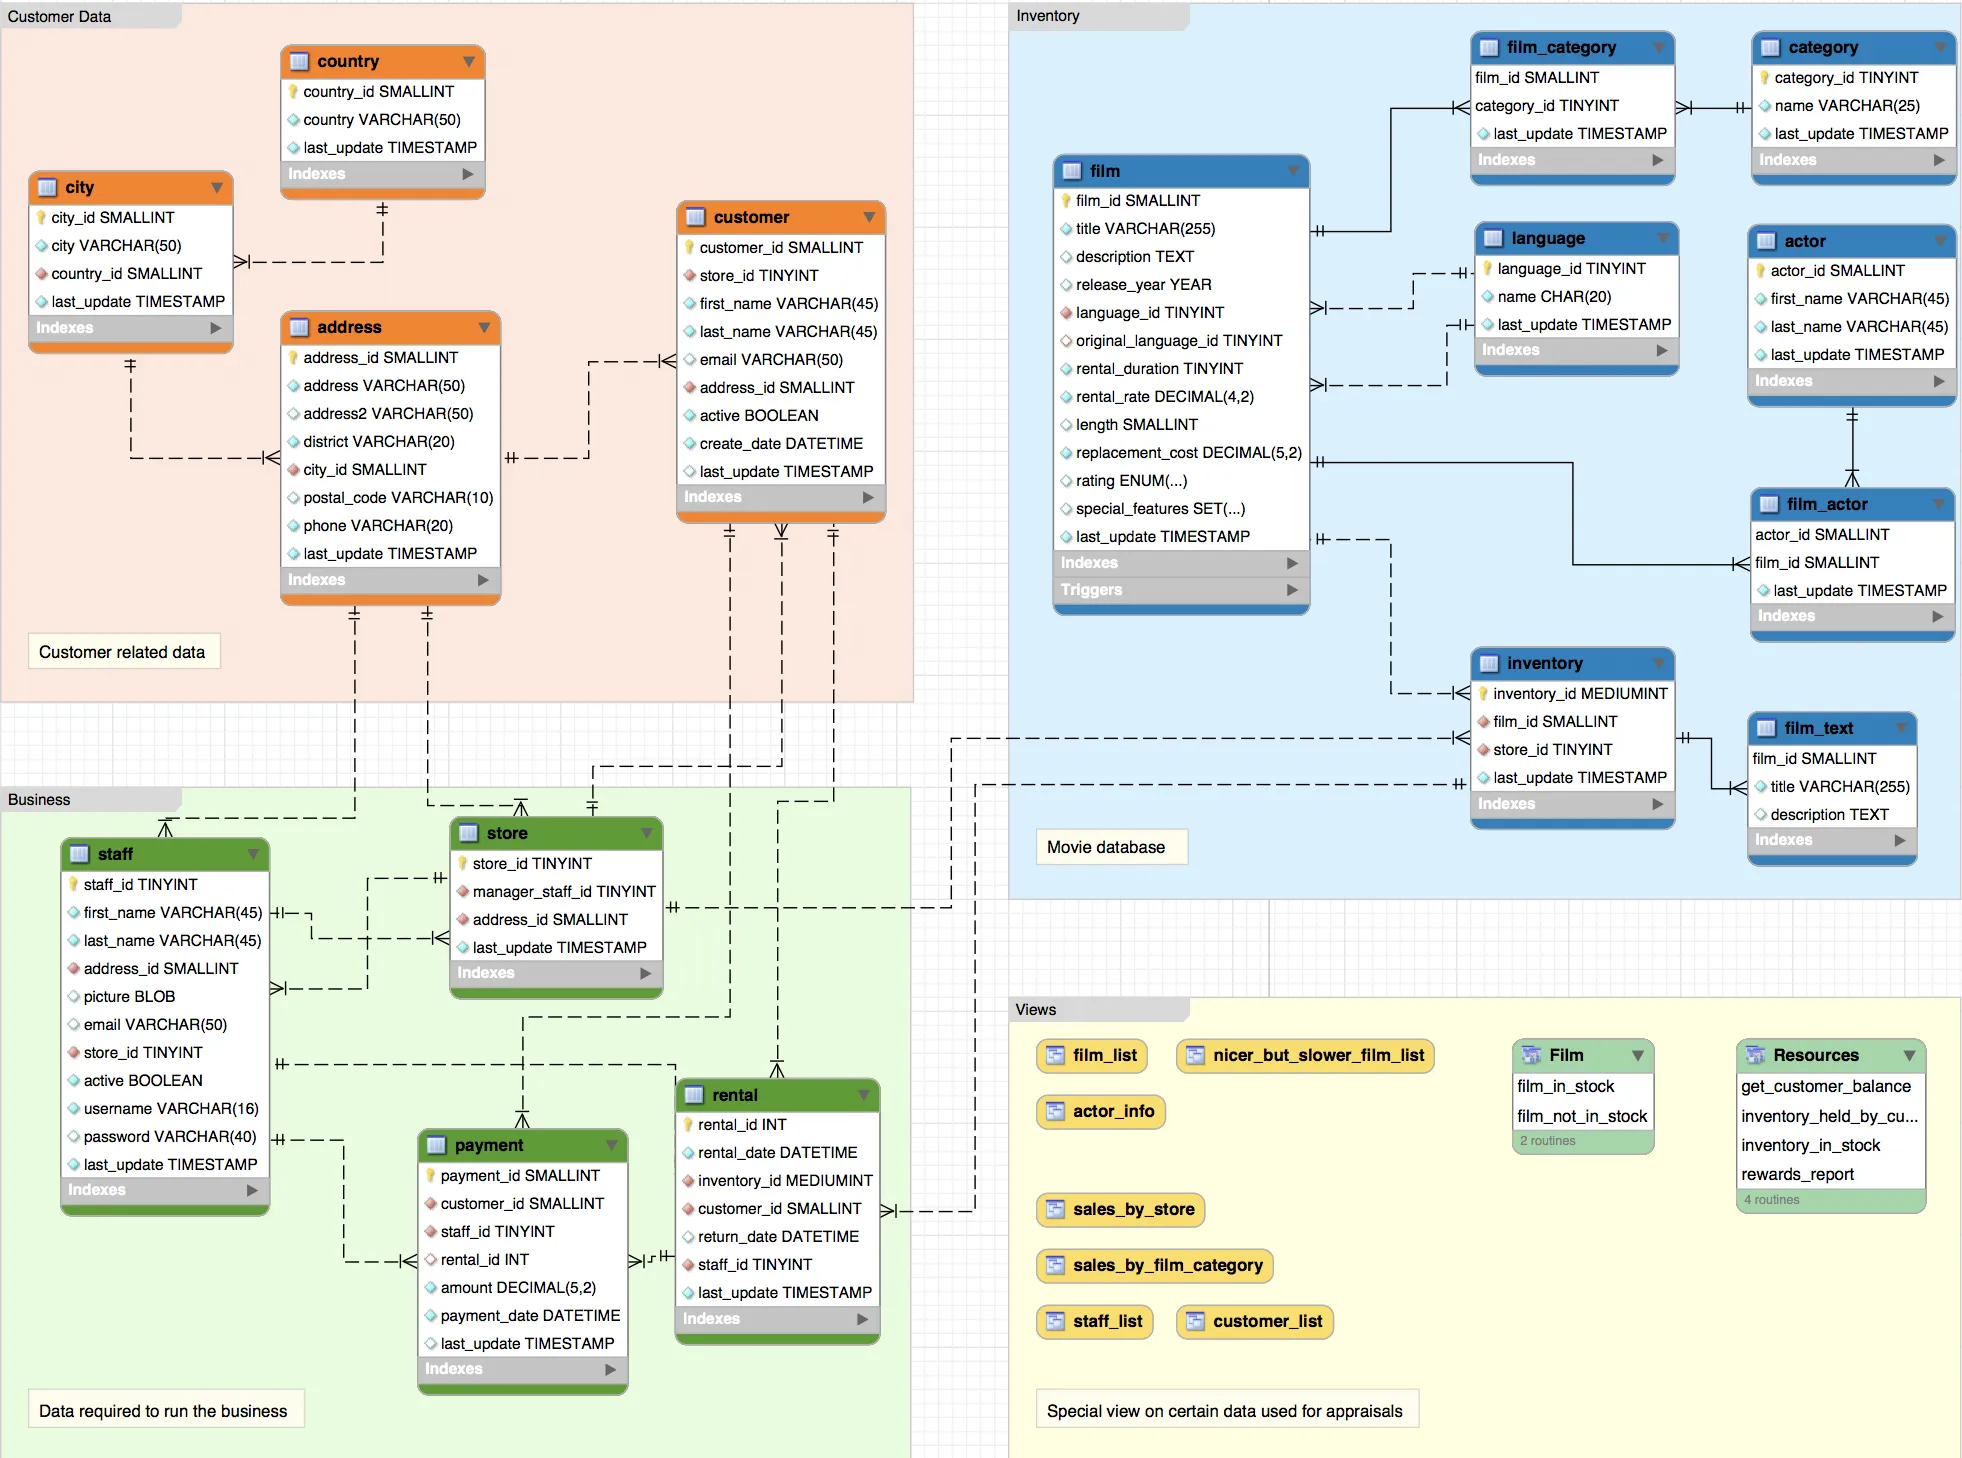 Customer Data
country
country_id SMALLINT
country VARCHAR(50)
last_update TIMESTAMP
Indexes
city
city_id SMALLINT
city VARCHAR(50)
country_id SMALLINT
last_update TIMESTAMP
Indexes
address
address_id SMALLINT
address VARCHAR(50)
address2 VARCHAR(50)
district VARCHAR(20)
city_id SMALLINT
postal_code VARCHAR(10)
phone VARCHAR(20)
last_update TIMESTAMP
Indexes
customer
customer_id SMALLINT
store_id TINYINT
first_name VARCHAR(45)
last_name VARCHAR(45)
email VARCHAR(50)
address_id SMALLINT
active BOOLEAN
create_date DATETIME
last_update TIMESTAMP
Indexes
Customer related data
Inventory
film
film_id SMALLINT
title VARCHAR(255)
description TEXT
release_year YEAR
language_id TINYINT
original_language_id TINYINT
rental_duration TINYINT
rental_rate DECIMAL(4,2)
length SMALLINT
replacement_cost DECIMAL(5,2)
rating ENUM(...)
special_features SET(...)
last_update TIMESTAMP
Indexes
Triggers
film_category
film_id SMALLINT
category_id TINYINT
last_update TIMESTAMP
Indexes
category
category_id TINYINT
name VARCHAR(25)
last_update TIMESTAMP
Indexes
language
language_id TINYINT
name CHAR(20)
last_update TIMESTAMP
Indexes
actor
actor_id SMALLINT
first_name VARCHAR(45)
last_name VARCHAR(45)
last_update TIMESTAMP
Indexes
film_actor
actor_id SMALLINT
film_id SMALLINT
last_update TIMESTAMP
Indexes
inventory
inventory_id MEDIUMINT
film_id SMALLINT
store_id TINYINT
last_update TIMESTAMP
Indexes
film_text
film_id SMALLINT
title VARCHAR(255)
description TEXT
Indexes
Movie database
Business
staff
staff_id TINYINT
first_name VARCHAR(45)
last_name VARCHAR(45)
address_id SMALLINT
picture BLOB
email VARCHAR(50)
store_id TINYINT
active BOOLEAN
username VARCHAR(16)
password VARCHAR(40)
last_update TIMESTAMP
Indexes
store
store_id TINYINT
manager_staff_id TINYINT
address_id SMALLINT
last_update TIMESTAMP
Indexes
payment
payment_id SMALLINT
customer_id SMALLINT
staff_id TINYINT
rental_id INT
amount DECIMAL(5,2)
payment_date DATETIME
last_update TIMESTAMP
Indexes
rental
rental_id INT
rental_date DATETIME
inventory_id MEDIUMINT
customer_id SMALLINT
return_date DATETIME
staff_id TINYINT
last_update TIMESTAMP
Indexes
Data required to run the business
Views
film_list
nicer_but_slower_film_list
actor_info
sales_by_store
sales_by_film_category
staff_list
customer_list
Film
film_in_stock
film_not_in_stock
2 routines
Resources
get_customer_balance
inventory_held_by_cu...
inventory_in_stock
rewards_report
4 routines
Special view on certain data used for appraisals